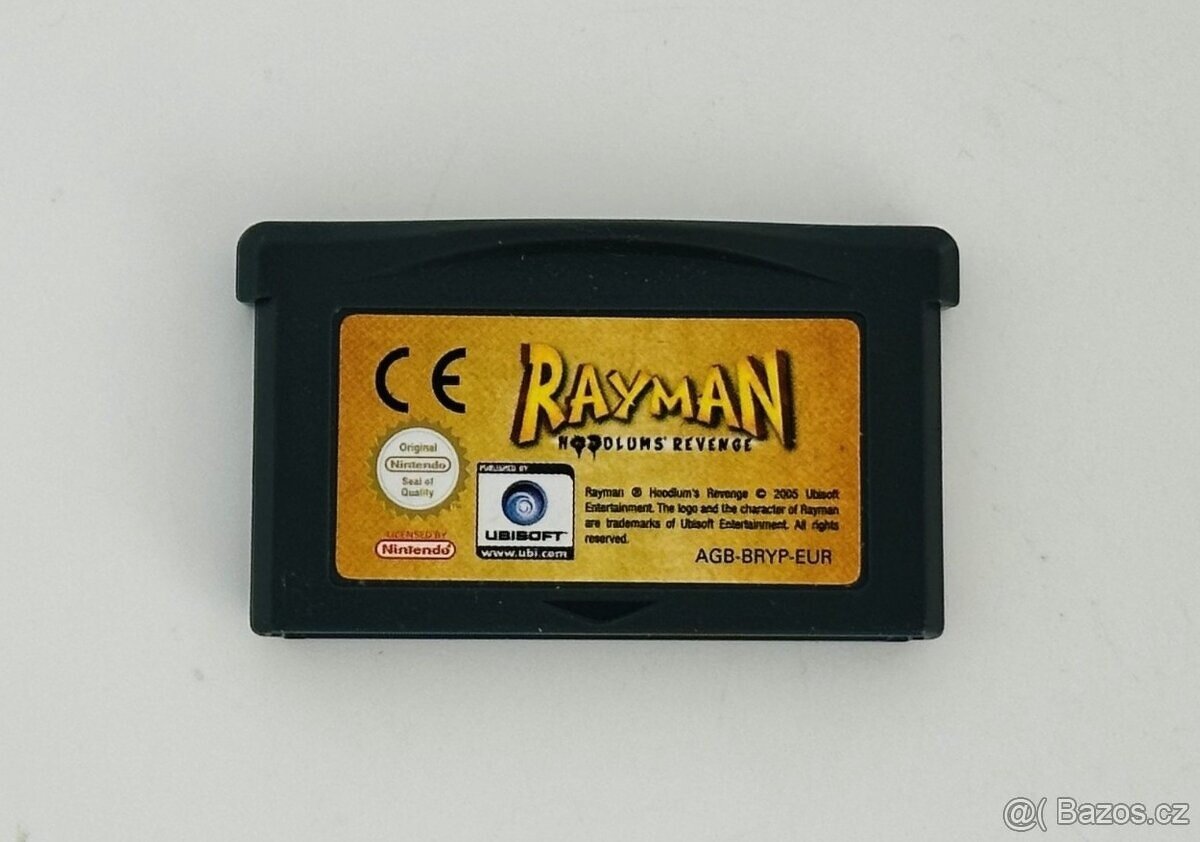 CE
RAYMAN
HOODLUMS' REVENGE
Original
Nintendo
Seal of
Quality
LICENSED BY
Nintendo
PUBLISHED BY
UBISOFT
www.ubi.com
Rayman ® Hoodlum's Revenge © 2005 Ubisoft
Entertainment. The logo and the character of Rayman
are trademarks of Ubisoft Entertainment. All rights
reserved.
AGB-BRYP-EUR
@( Bazos.cz